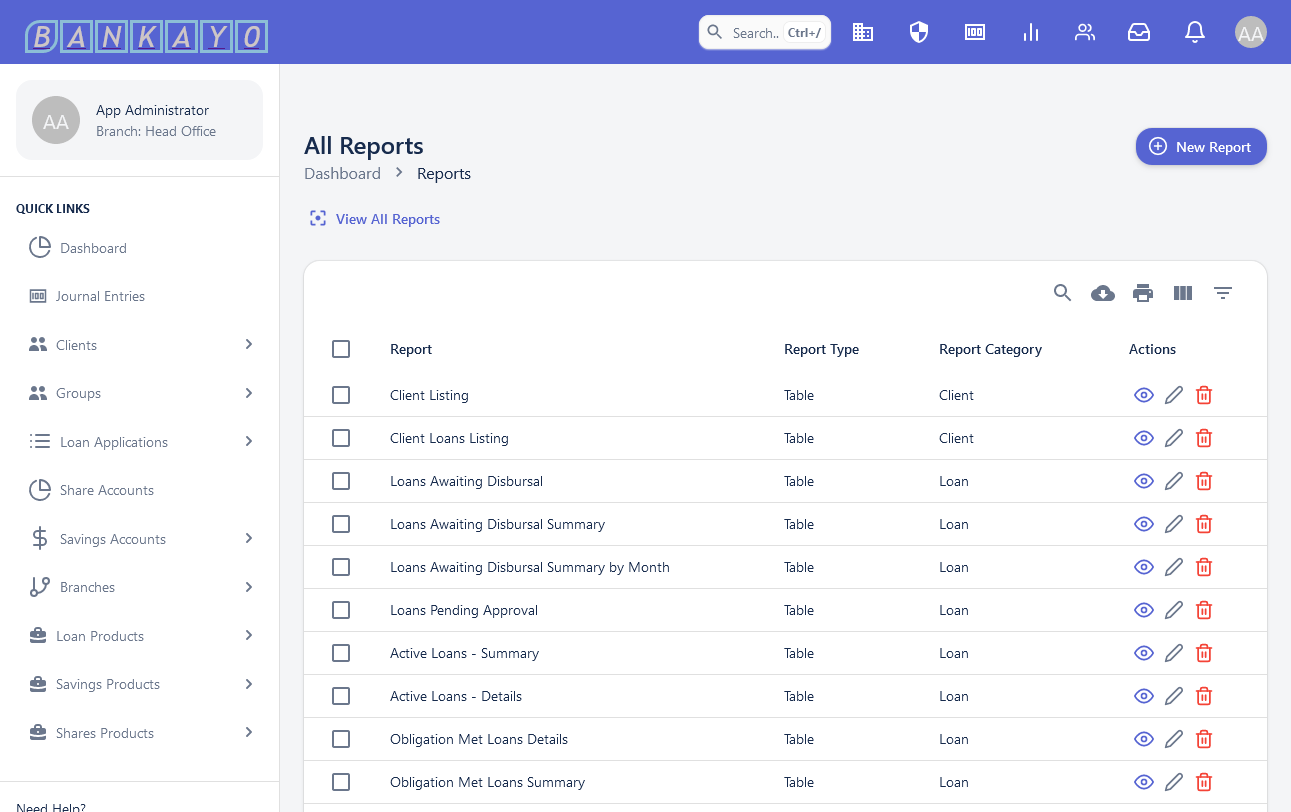 BANKAYO
Search.. Ctrl+/
AA
AA
App Administrator
Branch: Head Office
QUICK LINKS
Dashboard
Journal Entries
Clients
Groups
Loan Applications
Share Accounts
Savings Accounts
Branches
Loan Products
Savings Products
Shares Products
Need Help?
All Reports
Dashboard > Reports
New Report
View All Reports
Report Report Type Report Category Actions
Client Listing Table Client
Client Loans Listing Table Client
Loans Awaiting Disbursal Table Loan
Loans Awaiting Disbursal Summary Table Loan
Loans Awaiting Disbursal Summary by Month Table Loan
Loans Pending Approval Table Loan
Active Loans - Summary Table Loan
Active Loans - Details Table Loan
Obligation Met Loans Details Table Loan
Obligation Met Loans Summary Table Loan